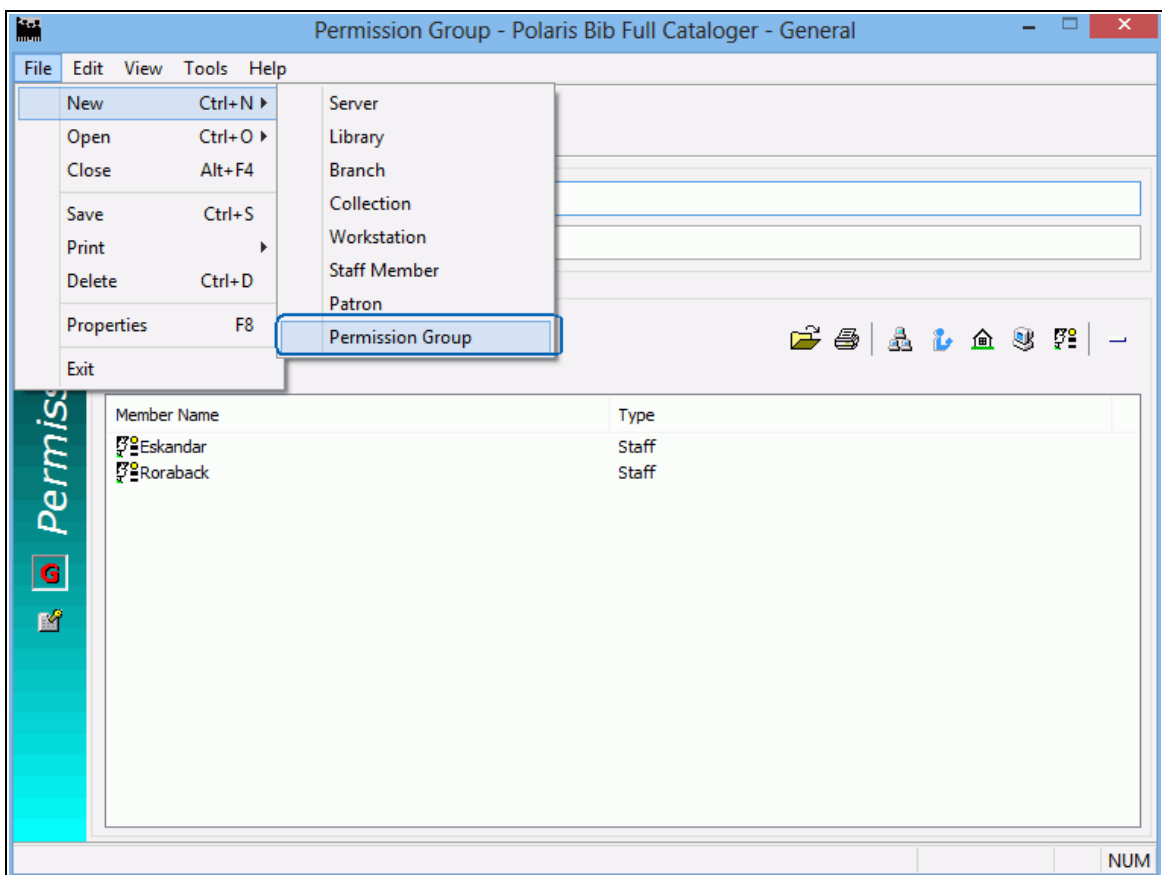 Permission Group - Polaris Bib Full Cataloger - General
File Edit View Tools Help
New Ctrl+N
Open Ctrl+O
Close Alt+F4
Save Ctrl+S
Print
Delete Ctrl+D
Properties F8
Exit
Server
Library
Branch
Collection
Workstation
Staff Member
Patron
Permission Group
Permiss
G
Member Name Type
Eskandar Staff
Roraback Staff
NUM